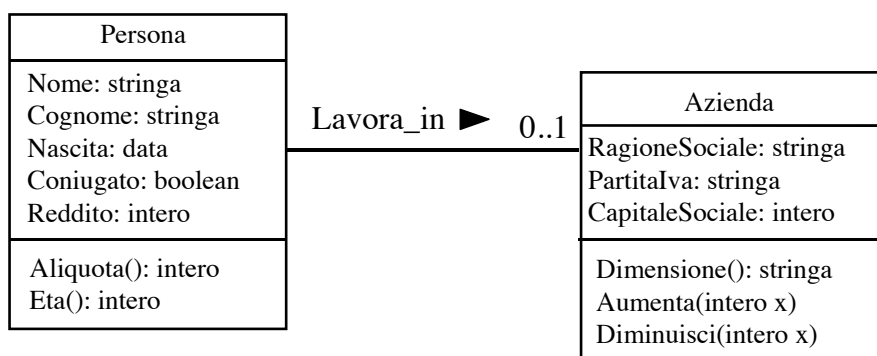 Persona
Nome: stringa
Cognome: stringa
Nascita: data
Coniugato: boolean
Reddito: intero
Aliquota(): intero
Eta(): intero
Lavora_in
0..1
Azienda
RagioneSociale: stringa
PartitaIva: stringa
CapitaleSociale: intero
Dimensione(): stringa
Aumenta(intero x)
Diminuisci(intero x)